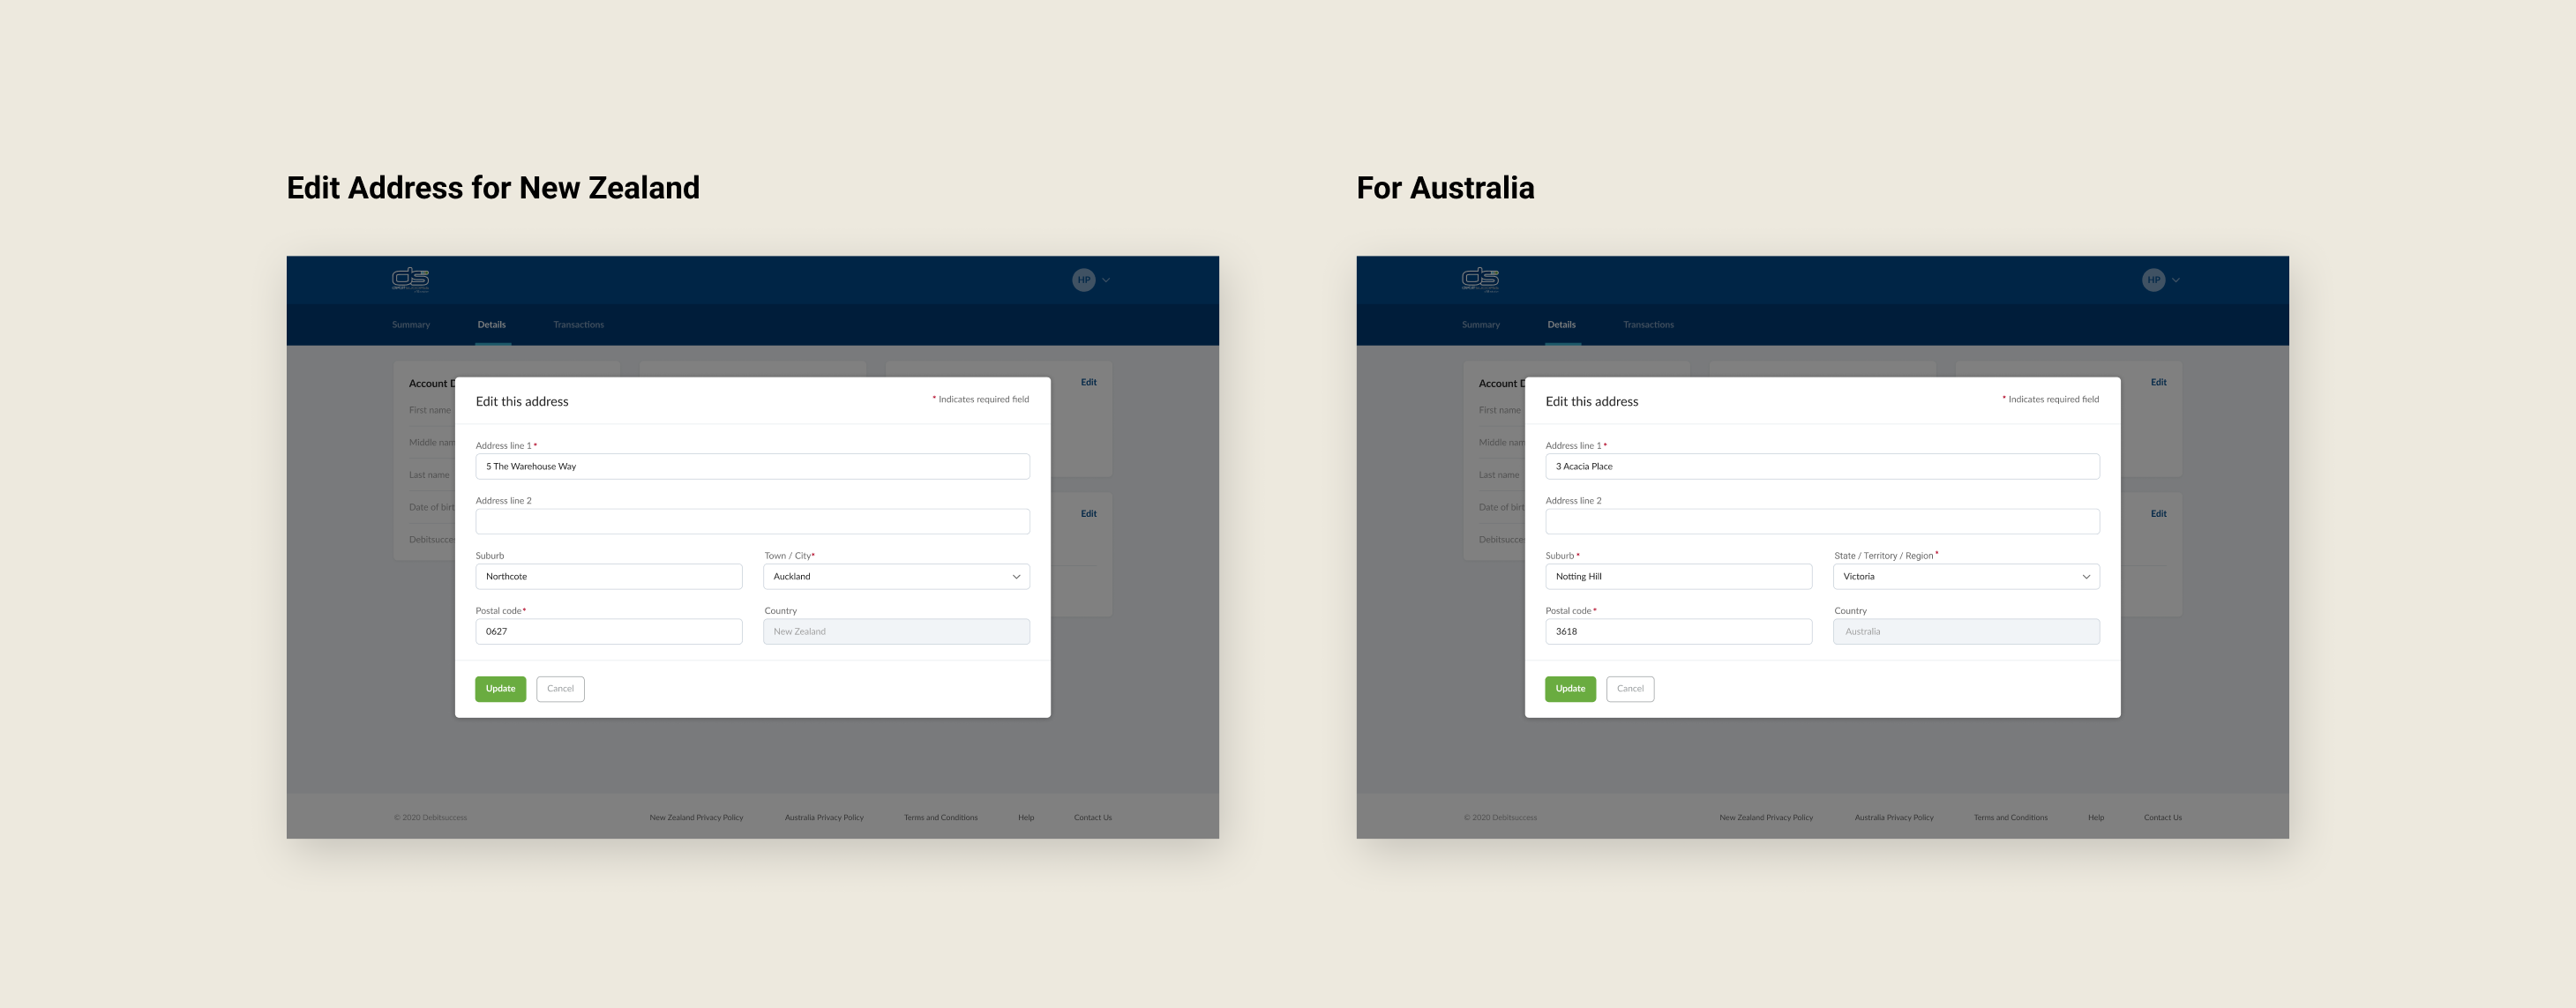 Edit Address for New Zealand
ds
HP
Summary Details Transactions
Account D
Edit
First name
Middle nam
Last name
Date of birt
Edit
Debitsucces
Edit this address
* Indicates required field
Address line 1 *
5 The Warehouse Way
Address line 2
Suburb
Town / City*
Northcote
Auckland
Postal code*
Country
0627
New Zealand
Update
Cancel
© 2020 Debitsuccess New Zealand Privacy Policy Australia Privacy Policy Terms and Conditions Help Contact Us
For Australia
ds
HP
Summary Details Transactions
Account D
Edit
First name
Middle nam
Last name
Date of birt
Edit
Debitsucces
Edit this address
* Indicates required field
Address line 1 *
3 Acacia Place
Address line 2
Suburb *
State / Territory / Region *
Notting Hill
Victoria
Postal code *
Country
3618
Australia
Update
Cancel
© 2020 Debitsuccess New Zealand Privacy Policy Australia Privacy Policy Terms and Conditions Help Contact Us